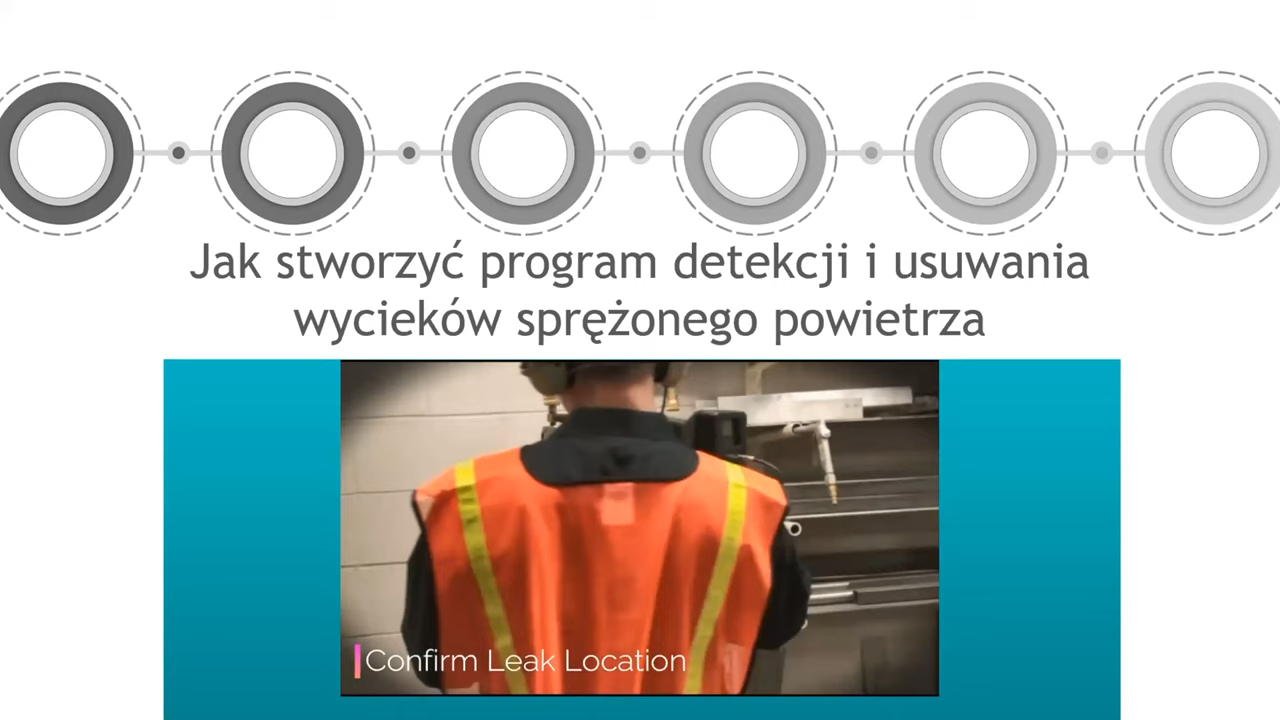 Jak stworzyć program detekcji i usuwania
wycieków sprężonego powietrza
Confirm Leak Location